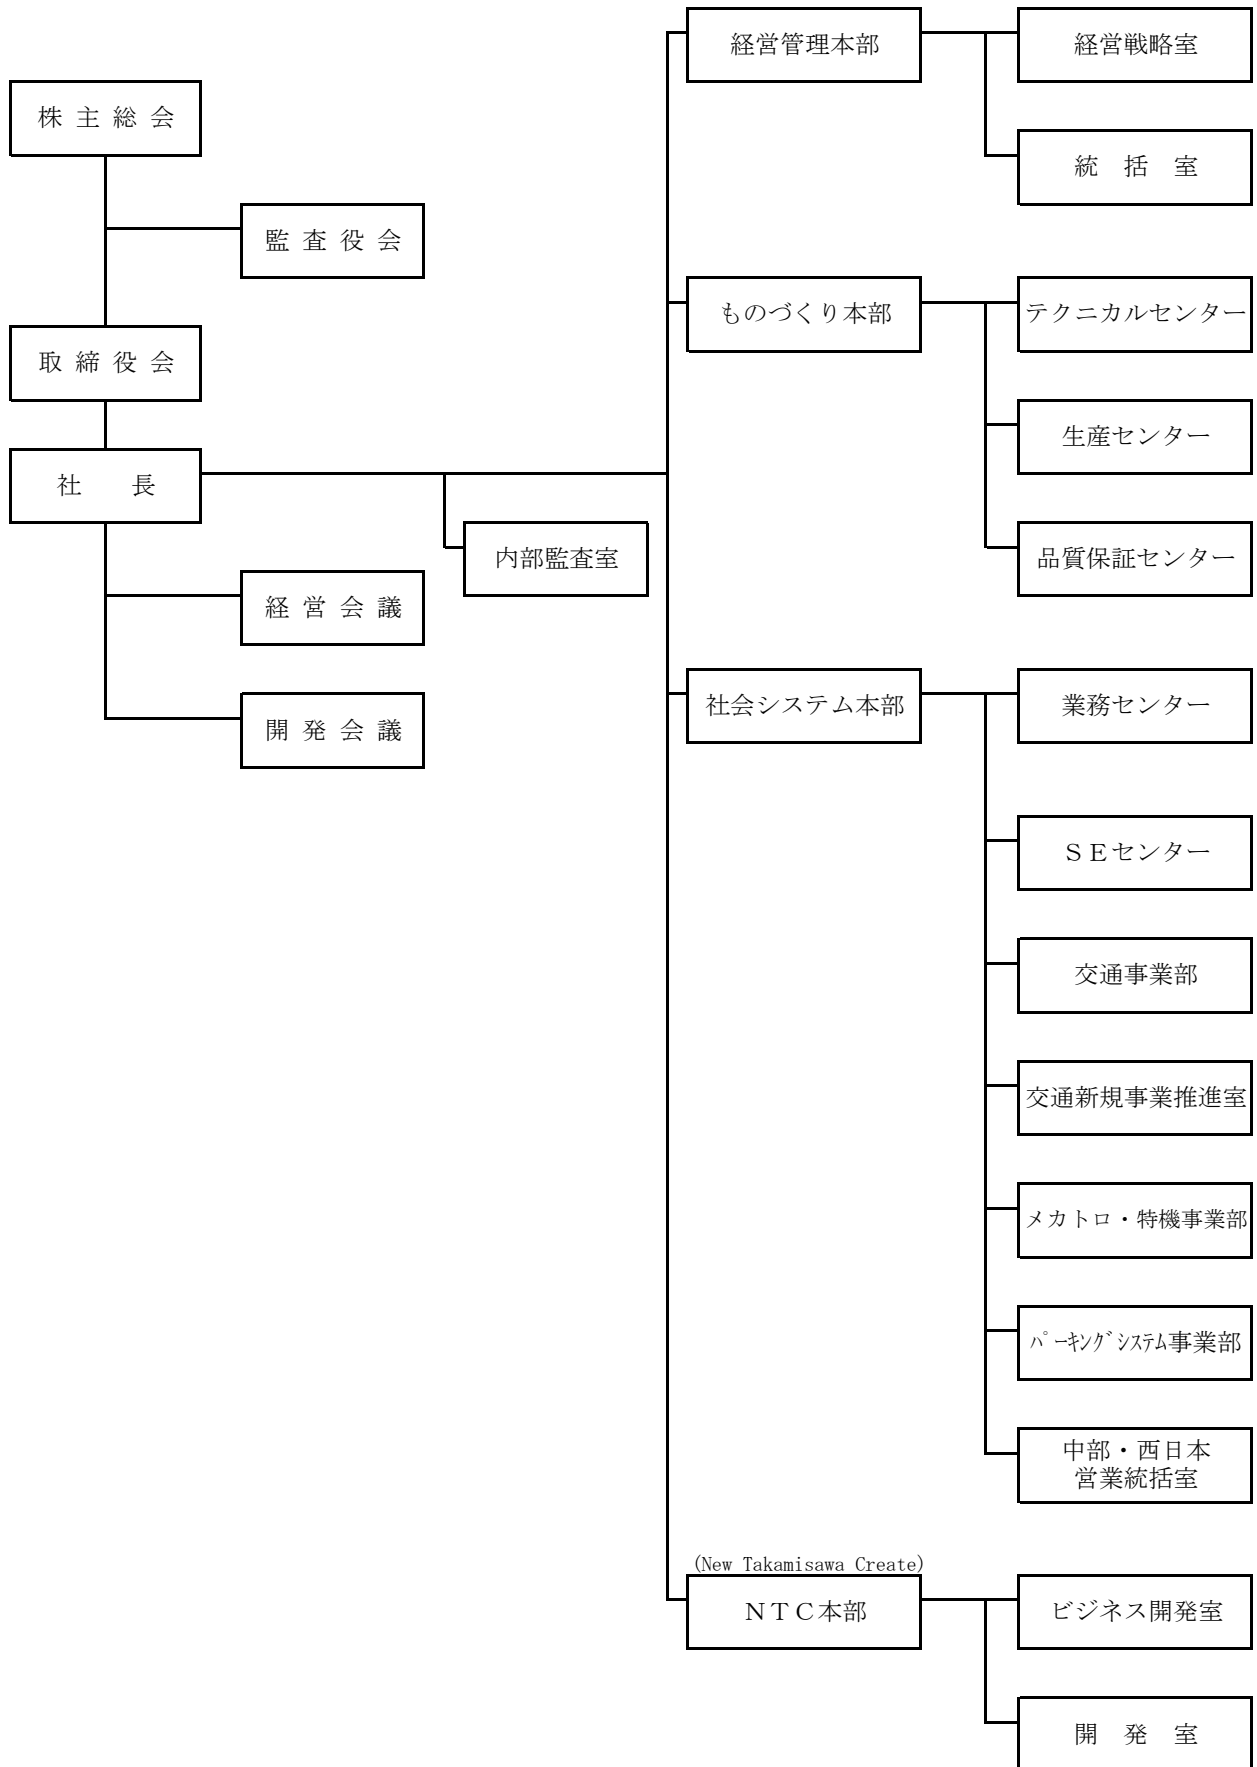 株 主 総 会
監 査 役 会
取 締 役 会
社　　長
内部監査室
経 営 会 議
開 発 会 議
経営管理本部
経営戦略室
統　括　室
ものづくり本部
テクニカルセンター
生産センター
品質保証センター
社会システム本部
業務センター
ＳＥセンター
交通事業部
交通新規事業推進室
メカトロ・特機事業部
ﾊﾟｰｷﾝｸﾞｼｽﾃﾑ事業部
中部・西日本
営業統括室
(New Takamisawa Create)
ＮＴＣ本部
ビジネス開発室
開　発　室